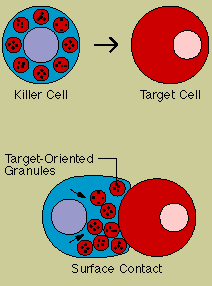 Killer Cell
Target Cell
Target-Oriented
Granules
Surface Contact